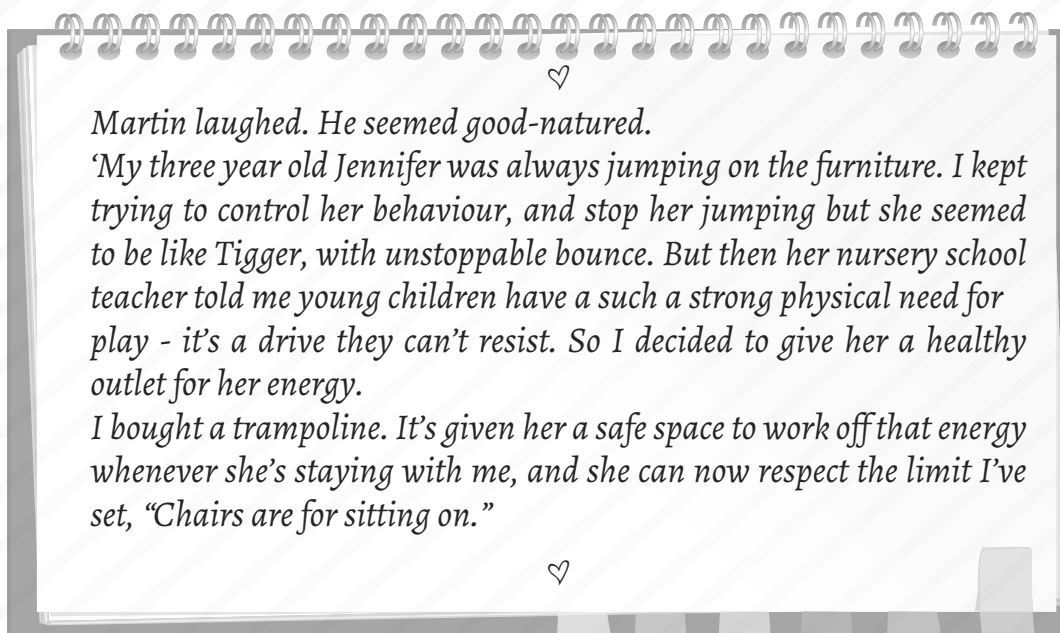 Martin laughed. He seemed good-natured.
‘My three year old Jennifer was always jumping on the furniture. I kept
trying to control her behaviour, and stop her jumping but she seemed
to be like Tigger, with unstoppable bounce. But then her nursery school
teacher told me young children have a such a strong physical need for
play - it’s a drive they can’t resist. So I decided to give her a healthy
outlet for her energy.
I bought a trampoline. It’s given her a safe space to work off that energy
whenever she’s staying with me, and she can now respect the limit I’ve
set, “Chairs are for sitting on.”